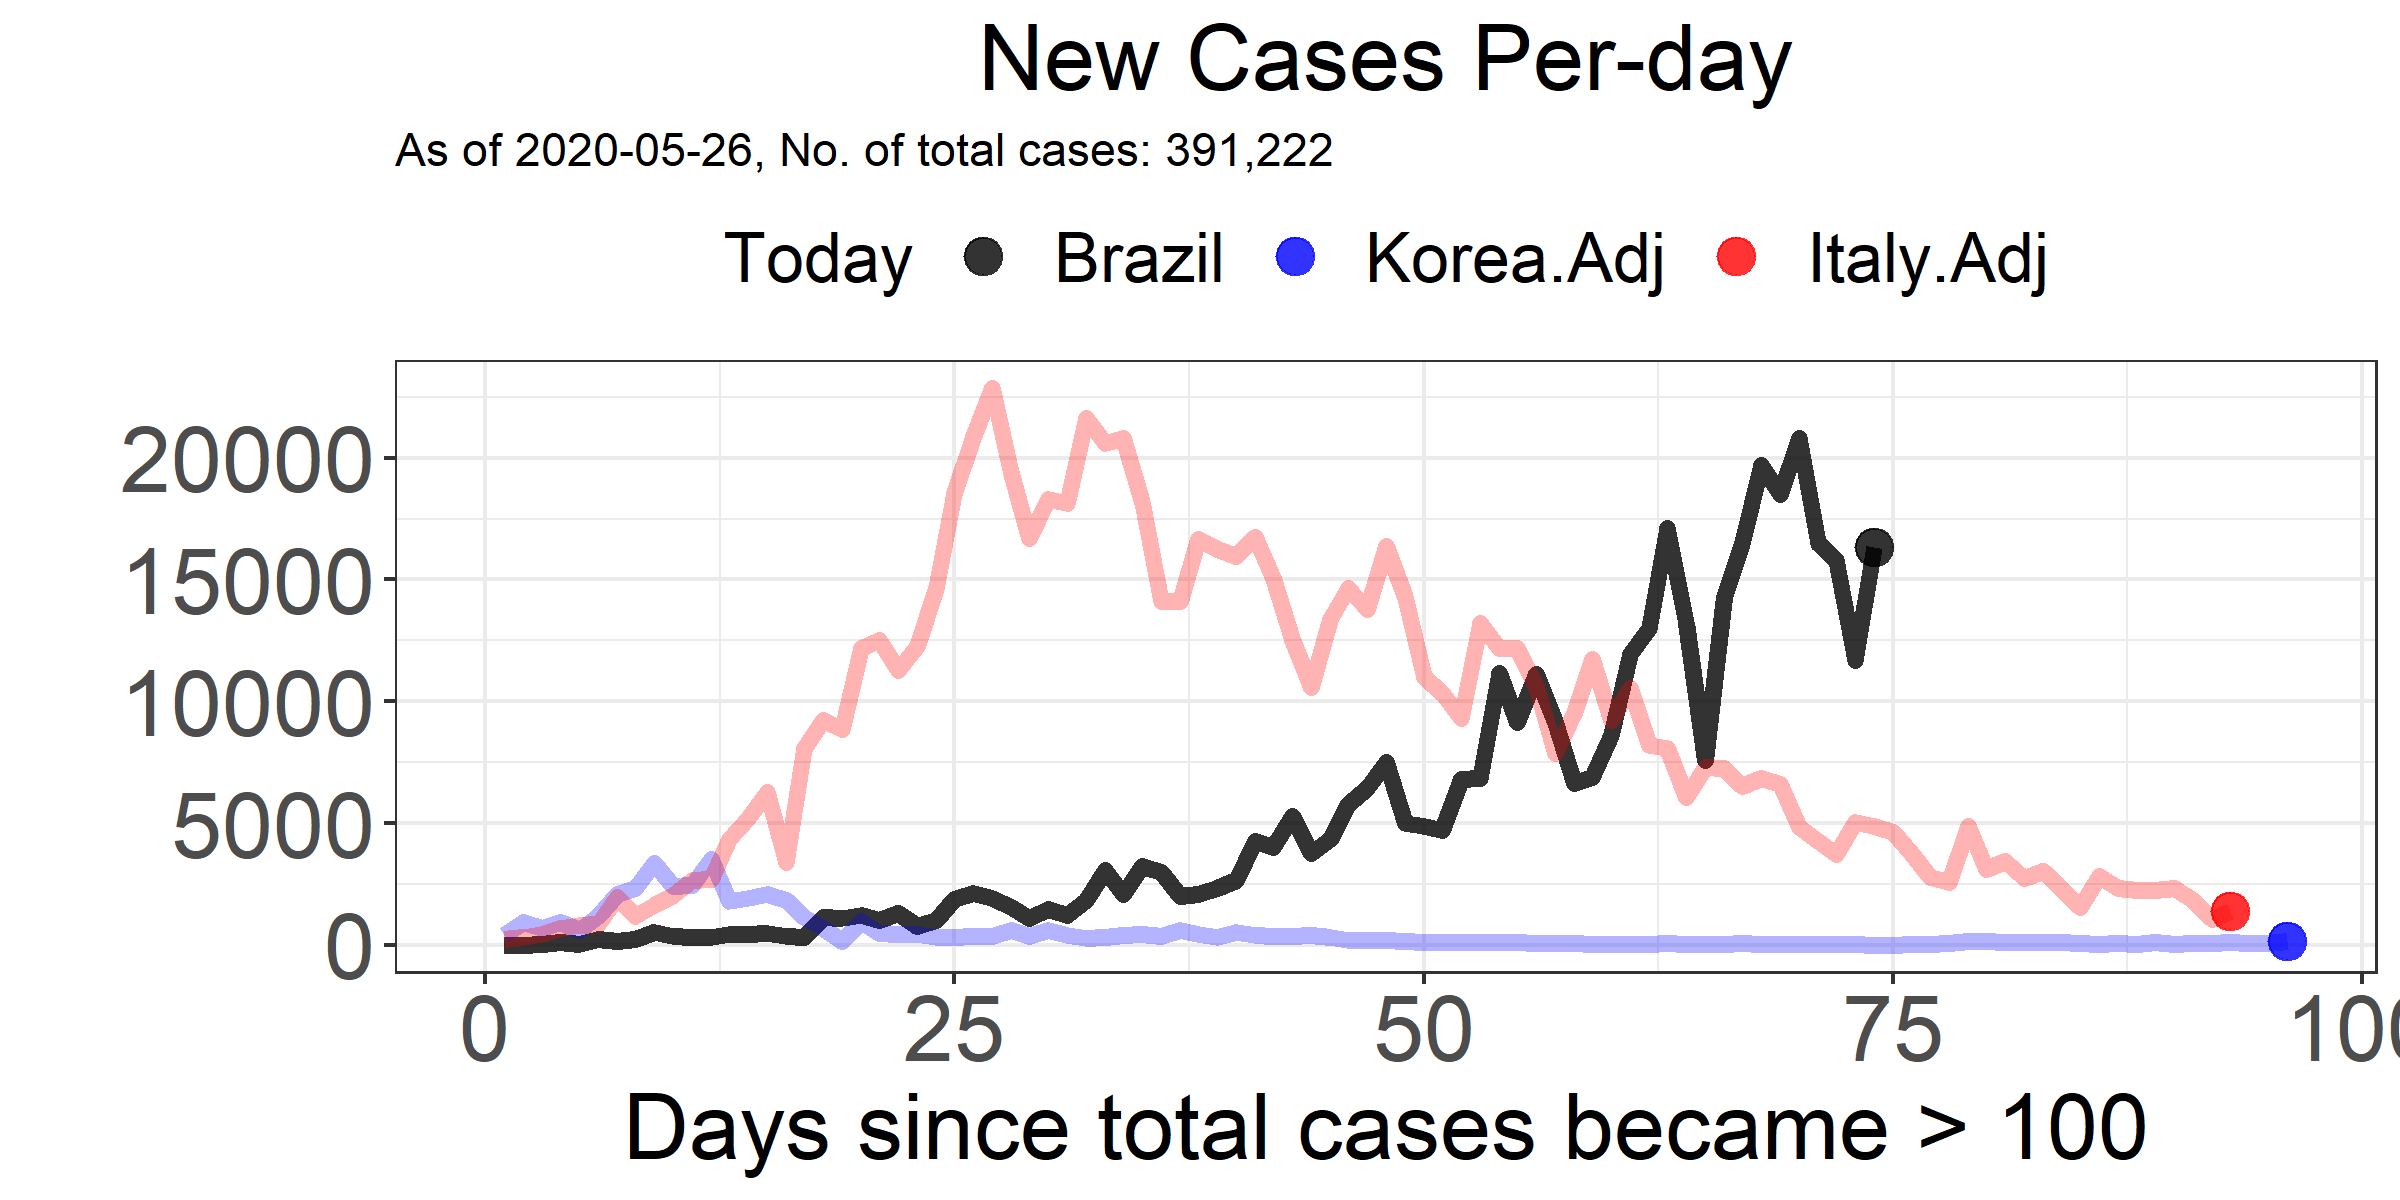 New Cases Per-day
As of 2020-05-26, No. of total cases: 391,222
Today Brazil Korea.Adj Italy.Adj
20000
15000
10000
5000
0
0 25 50 75 100
Days since total cases became > 100